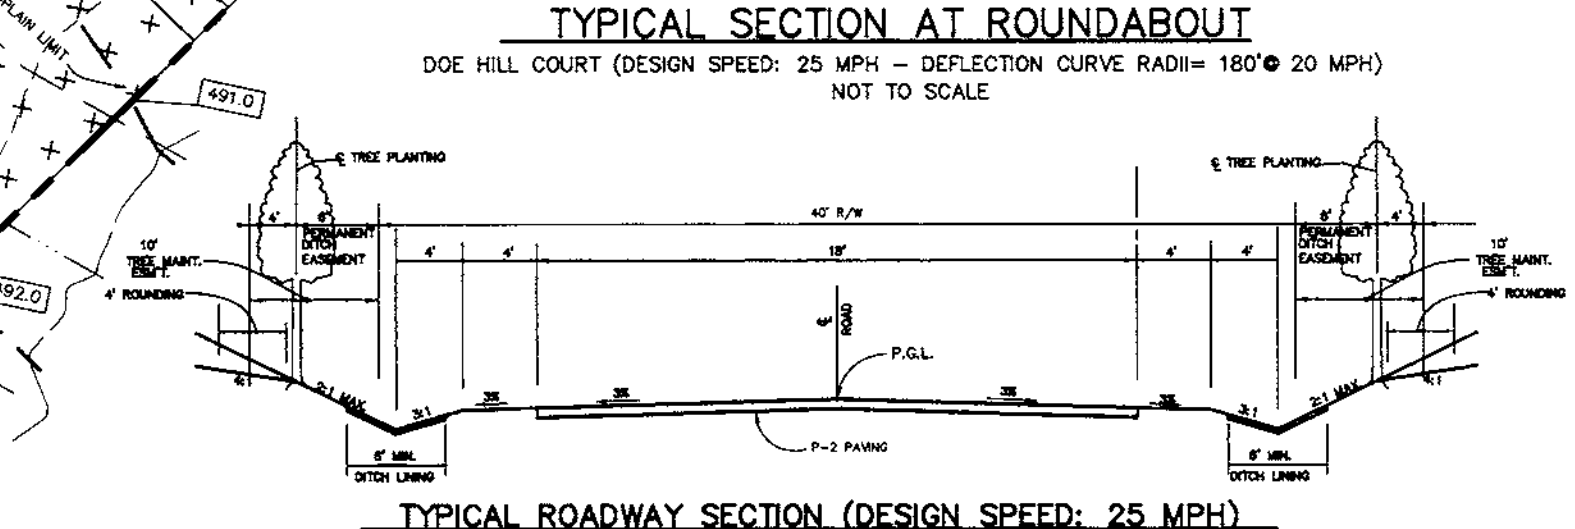 TYPICAL SECTION AT ROUNDABOUT
DOE HILL COURT (DESIGN SPEED: 25 MPH – DEFLECTION CURVE RADII= 180'@ 20 MPH)
NOT TO SCALE
PLAIN LIMIT
491.0
492.0
℄ TREE PLANTING
℄ TREE PLANTING
4'
6'
40' R/W
6'
4'
PERMANENT
DITCH
EASEMENT
PERMANENT
DITCH
EASEMENT
4'
4'
18'
4'
4'
10'
TREE MAINT.
ESM'T.
10'
TREE MAINT.
ESM'T.
4' ROUNDING
4' ROUNDING
℄
ROAD
P.G.L.
4:1
2:1 MAX.
3:1
3%
3%
3%
3%
3:1
2:1 MAX
4:1
P-2 PAVING
6' MIN.
DITCH LINING
6' MIN.
DITCH LINING
TYPICAL ROADWAY SECTION (DESIGN SPEED: 25 MPH)